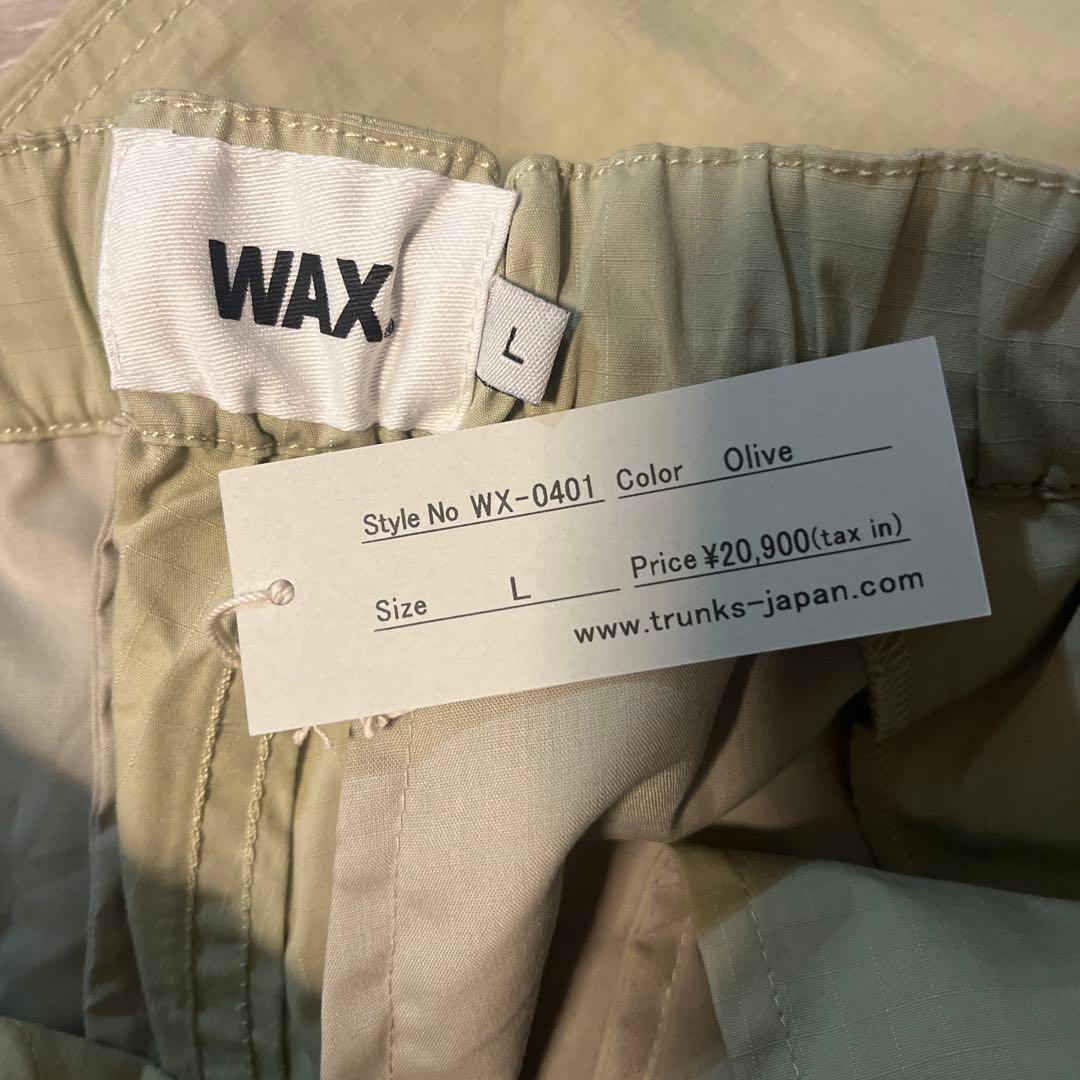 WAX®
L
Style No WX-0401 Color Olive
Size L Price ¥20,900(tax in)
www.trunks-japan.com